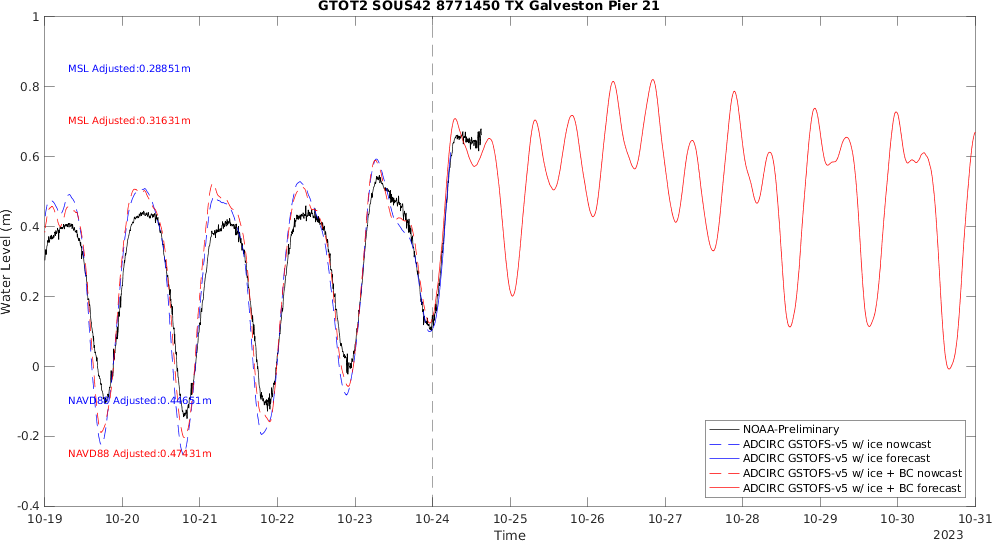 GTOT2 SOUS42 8771450 TX Galveston Pier 21
1
0.8
0.6
0.4
0.2
0
-0.2
-0.4
Water Level (m)
MSL Adjusted:0.28851m
MSL Adjusted:0.31631m
NAVD88 Adjusted:0.44651m
NAVD88 Adjusted:0.47431m
NOAA-Preliminary
ADCIRC GSTOFS-v5 w/ ice nowcast
ADCIRC GSTOFS-v5 w/ ice forecast
ADCIRC GSTOFS-v5 w/ ice + BC nowcast
ADCIRC GSTOFS-v5 w/ ice + BC forecast
10-19 10-20 10-21 10-22 10-23 10-24 10-25 10-26 10-27 10-28 10-29 10-30 10-31
Time
2023